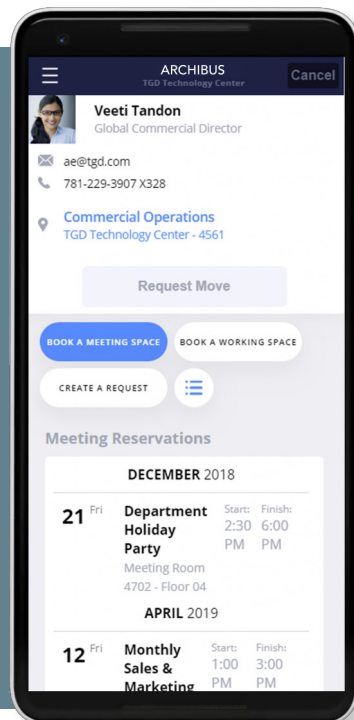 ARCHIBUS
TGD Technology Center
Cancel
Veeti Tandon
Global Commercial Director
ae@tgd.com
781-229-3907 X328
Commercial Operations
TGD Technology Center - 4561
Request Move
BOOK A MEETING SPACE
BOOK A WORKING SPACE
CREATE A REQUEST
Meeting Reservations
DECEMBER 2018
21 Fri
Department Start: Finish:
Holiday 2:30 6:00
Party PM PM
Meeting Room
4702 - Floor 04
APRIL 2019
12 Fri
Monthly Start: Finish:
Sales & 1:00 3:00
Marketing PM PM